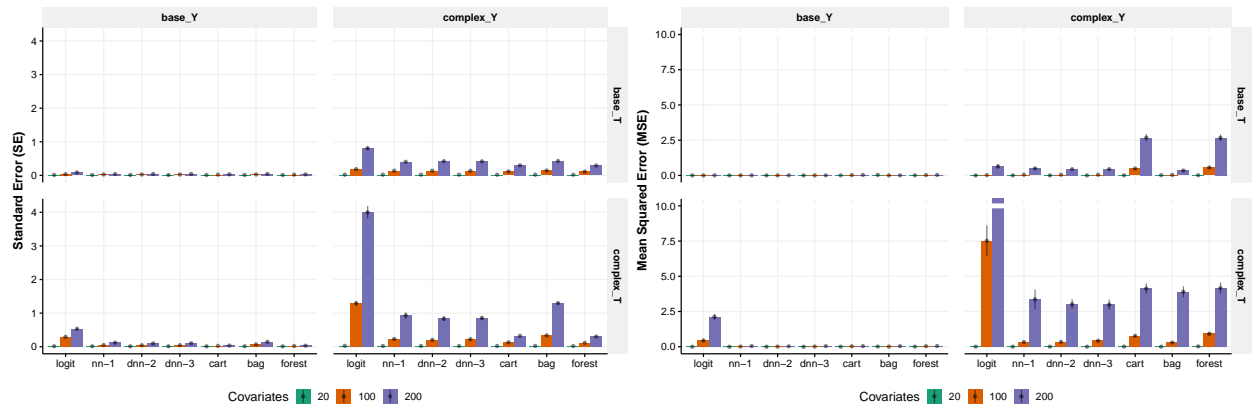 base_Y
complex_Y
4
3
2
1
0
base_T
4
3
2
1
0
complex_T
Standard Error (SE)
logit nn−1 dnn−2 dnn−3 cart bag forest
logit nn−1 dnn−2 dnn−3 cart bag forest
Covariates 20 100 200
base_Y
complex_Y
10.0
7.5
5.0
2.5
0.0
base_T
10.0
7.5
5.0
2.5
0.0
complex_T
Mean Squared Error (MSE)
logit nn−1 dnn−2 dnn−3 cart bag forest
logit nn−1 dnn−2 dnn−3 cart bag forest
Covariates 20 100 200